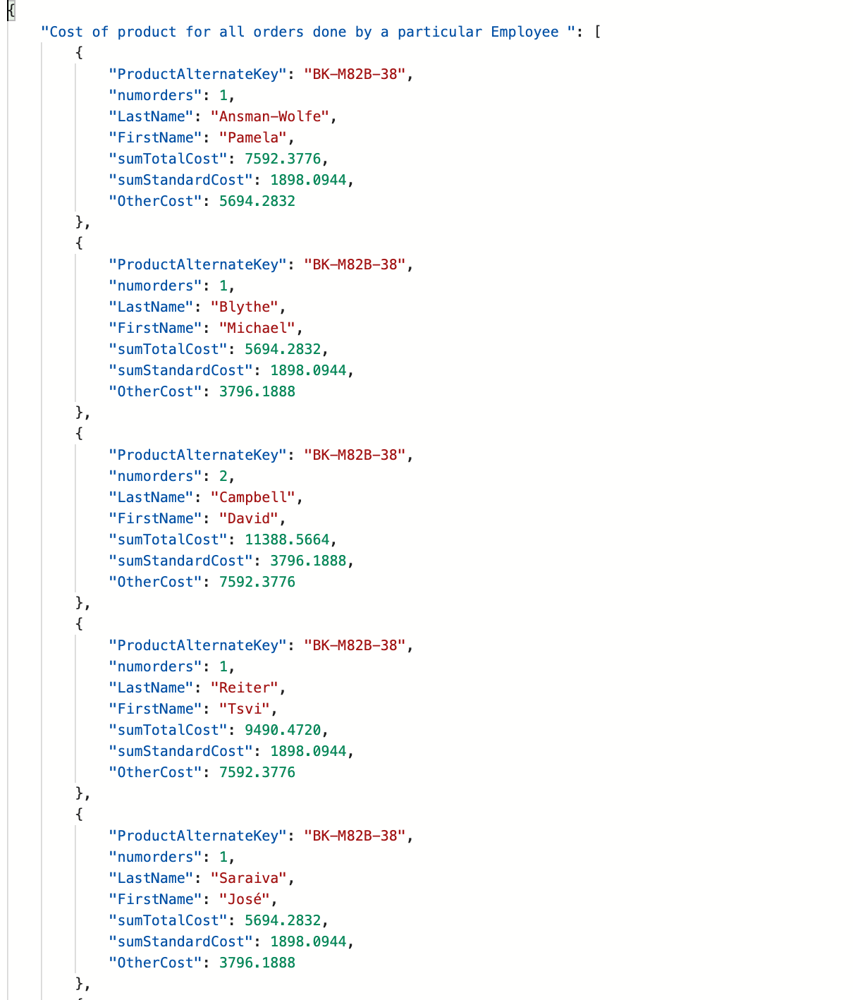 {
"Cost of product for all orders done by a particular Employee ": [
{
"ProductAlternateKey": "BK-M82B-38",
"numorders": 1,
"LastName": "Ansman-Wolfe",
"FirstName": "Pamela",
"sumTotalCost": 7592.3776,
"sumStandardCost": 1898.0944,
"OtherCost": 5694.2832
},
{
"ProductAlternateKey": "BK-M82B-38",
"numorders": 1,
"LastName": "Blythe",
"FirstName": "Michael",
"sumTotalCost": 5694.2832,
"sumStandardCost": 1898.0944,
"OtherCost": 3796.1888
},
{
"ProductAlternateKey": "BK-M82B-38",
"numorders": 2,
"LastName": "Campbell",
"FirstName": "David",
"sumTotalCost": 11388.5664,
"sumStandardCost": 3796.1888,
"OtherCost": 7592.3776
},
{
"ProductAlternateKey": "BK-M82B-38",
"numorders": 1,
"LastName": "Reiter",
"FirstName": "Tsvi",
"sumTotalCost": 9490.4720,
"sumStandardCost": 1898.0944,
"OtherCost": 7592.3776
},
{
"ProductAlternateKey": "BK-M82B-38",
"numorders": 1,
"LastName": "Saraiva",
"FirstName": "José",
"sumTotalCost": 5694.2832,
"sumStandardCost": 1898.0944,
"OtherCost": 3796.1888
},